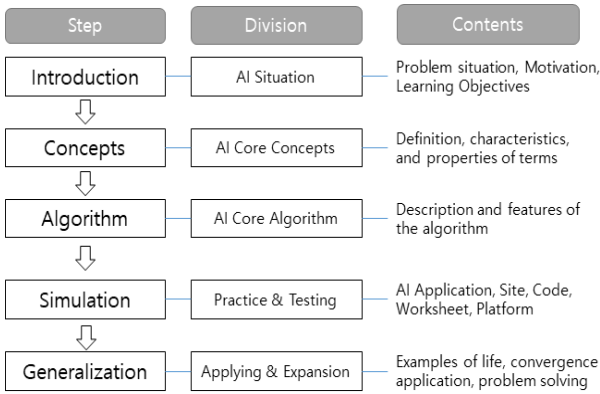 Step
Division
Contents
Introduction
AI Situation
Problem situation, Motivation,
Learning Objectives
Concepts
AI Core Concepts
Definition, characteristics,
and properties of terms
Algorithm
AI Core Algorithm
Description and features of
the algorithm
Simulation
Practice & Testing
AI Application, Site, Code,
Worksheet, Platform
Generalization
Applying & Expansion
Examples of life, convergence
application, problem solving